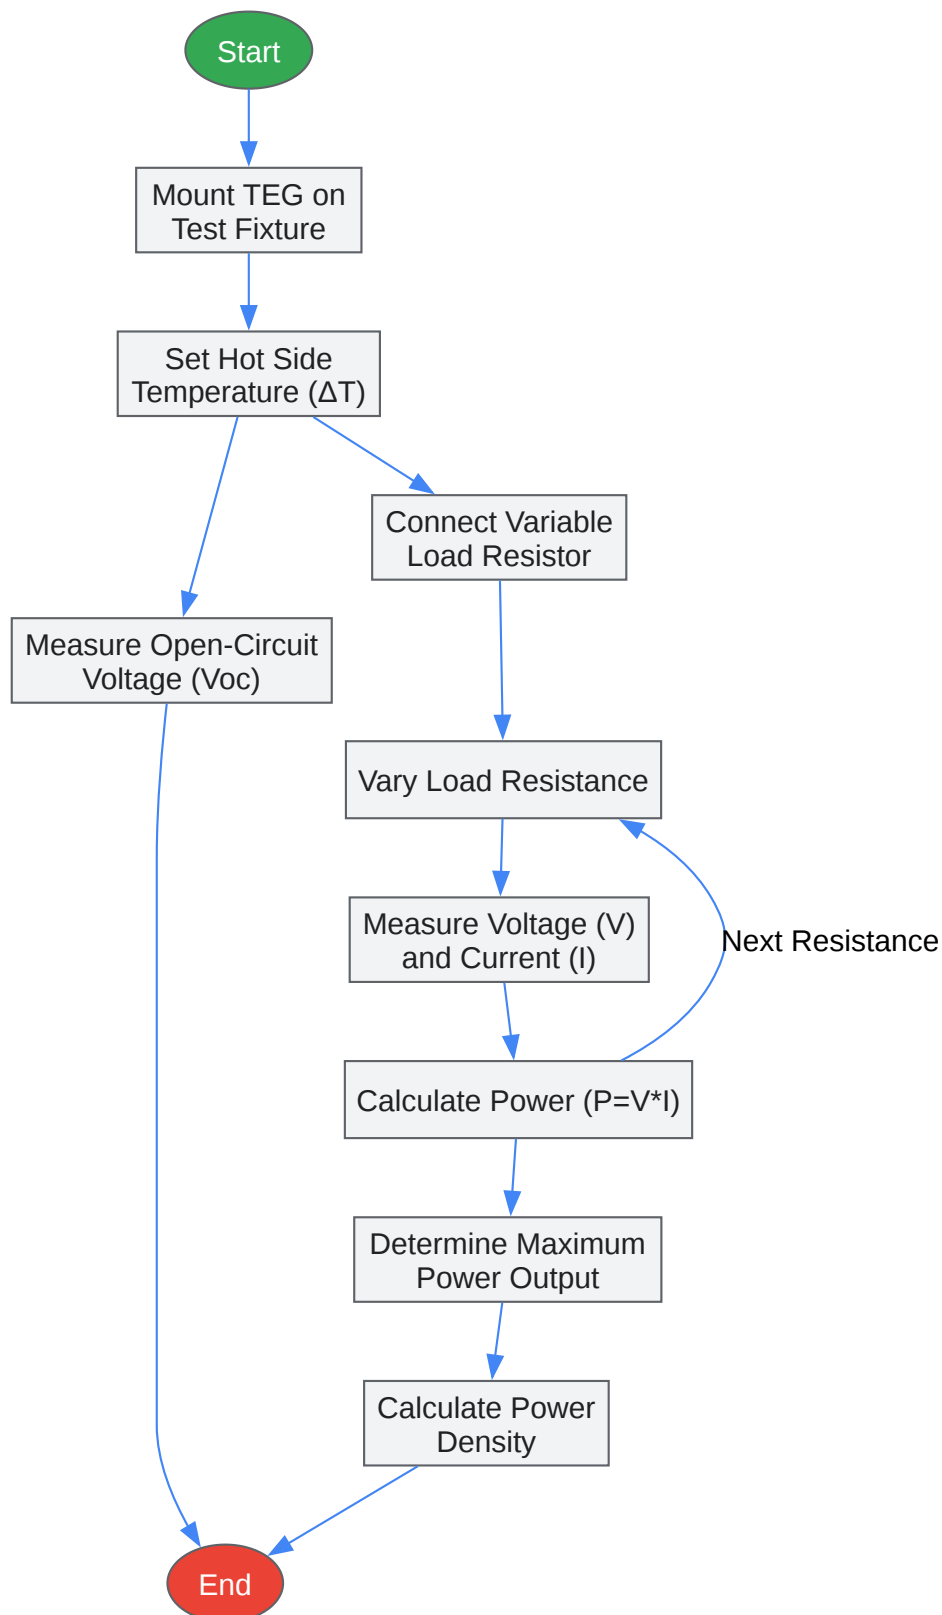 Start
Mount TEG on
Test Fixture
Set Hot Side
Temperature (ΔT)
Connect Variable
Load Resistor
Measure Open-Circuit
Voltage (Voc)
Vary Load Resistance
Measure Voltage (V)
and Current (I)
Next Resistance
Calculate Power (P=V*I)
Determine Maximum
Power Output
Calculate Power
Density
End